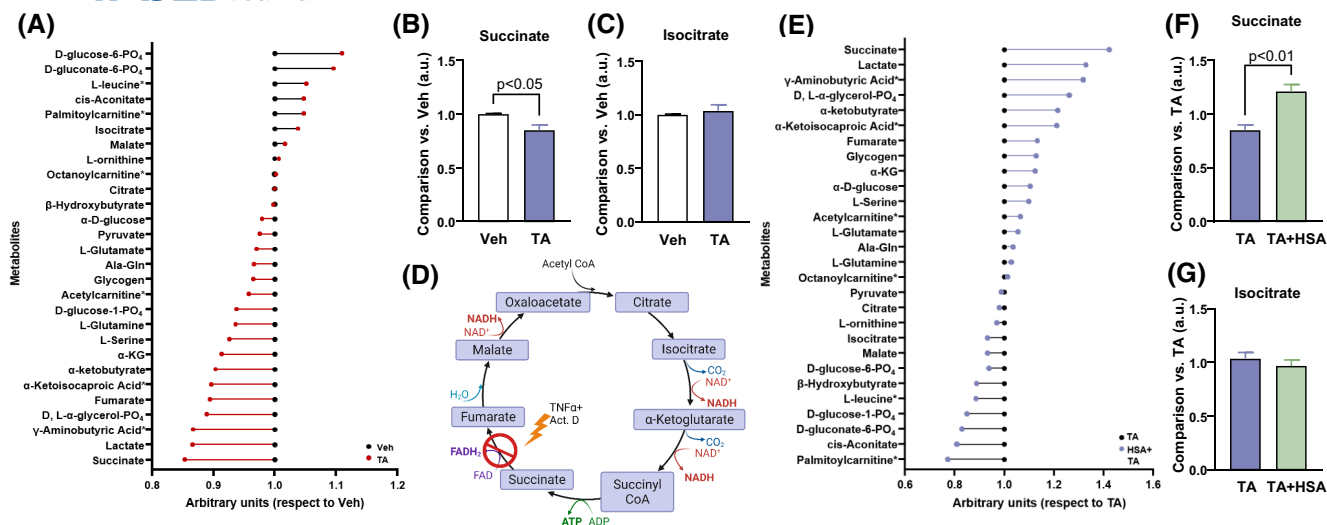 (A)
Metabolites
D-glucose-6-PO₄
D-gluconate-6-PO₄
L-leucine*
cis-Aconitate
Palmitoylcarnitine*
Isocitrate
Malate
L-ornithine
Octanoylcarnitine*
Citrate
β-Hydroxybutyrate
α-D-glucose
Pyruvate
L-Glutamate
Ala-Gln
Glycogen
Acetylcarnitine*
D-glucose-1-PO₄
L-Glutamine
L-Serine
α-KG
α-ketobutyrate
α-Ketoisocaproic Acid*
Fumarate
D, L-α-glycerol-PO₄
γ-Aminobutyric Acid*
Lactate
Succinate
Veh
TA
0.8 0.9 1.0 1.1 1.2
Arbitrary units (respect to Veh)
(B)
Succinate
Comparison vs. Veh (a.u.)
1.5
1.0
0.5
0.0
p<0.05
Veh TA
(C)
Isocitrate
Comparison vs. Veh (a.u.)
1.5
1.0
0.5
0.0
Veh TA
(D)
Acetyl CoA
Oxaloacetate
Citrate
NADH
NAD⁺
Malate
Isocitrate
CO₂
NAD⁺
NADH
H₂O
Fumarate
TNFα+
Act. D
α-Ketoglutarate
CO₂
NAD⁺
NADH
FADH₂
FAD
Succinate
Succinyl
CoA
ATP ADP
(E)
Metabolites
Succinate
Lactate
γ-Aminobutyric Acid*
D, L-α-glycerol-PO₄
α-ketobutyrate
α-Ketoisocaproic Acid*
Fumarate
Glycogen
α-KG
α-D-glucose
L-Serine
Acetylcarnitine*
L-Glutamate
Ala-Gln
L-Glutamine
Octanoylcarnitine*
Pyruvate
Citrate
L-ornithine
Isocitrate
Malate
D-glucose-6-PO₄
β-Hydroxybutyrate
L-leucine*
D-glucose-1-PO₄
D-gluconate-6-PO₄
cis-Aconitate
Palmitoylcarnitine*
TA
HSA+
TA
0.6 0.8 1.0 1.2 1.4 1.6
Arbitrary units (respect to TA)
(F)
Succinate
Comparison vs. TA (a.u.)
1.5
1.0
0.5
0.0
p<0.01
TA TA+HSA
(G)
Isocitrate
Comparison vs. TA (a.u.)
1.5
1.0
0.5
0.0
TA TA+HSA